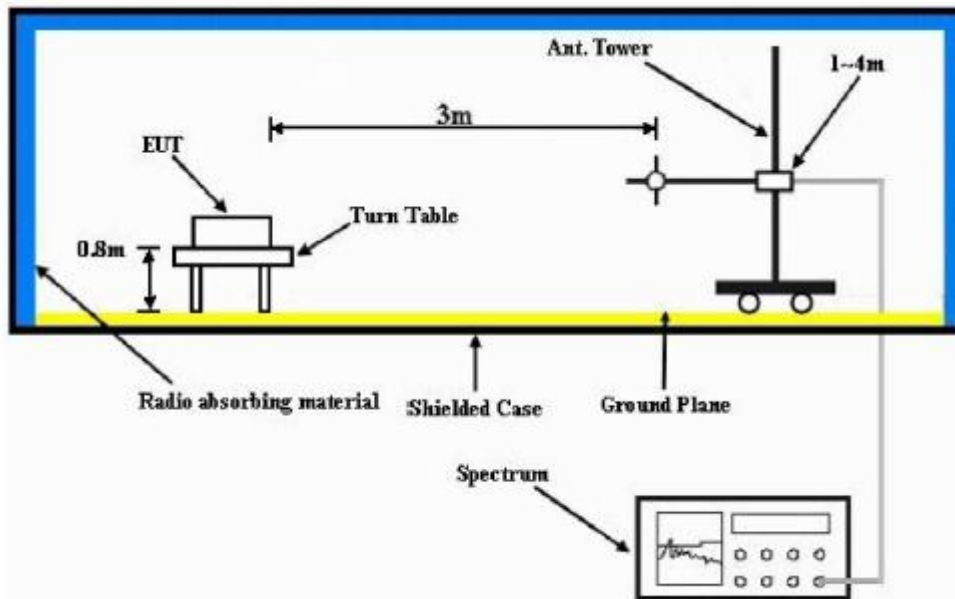 Ant. Tower
1~4m
3m
EUT
Turn Table
0.8m
Radio absorbing material
Shielded Case
Ground Plane
Spectrum